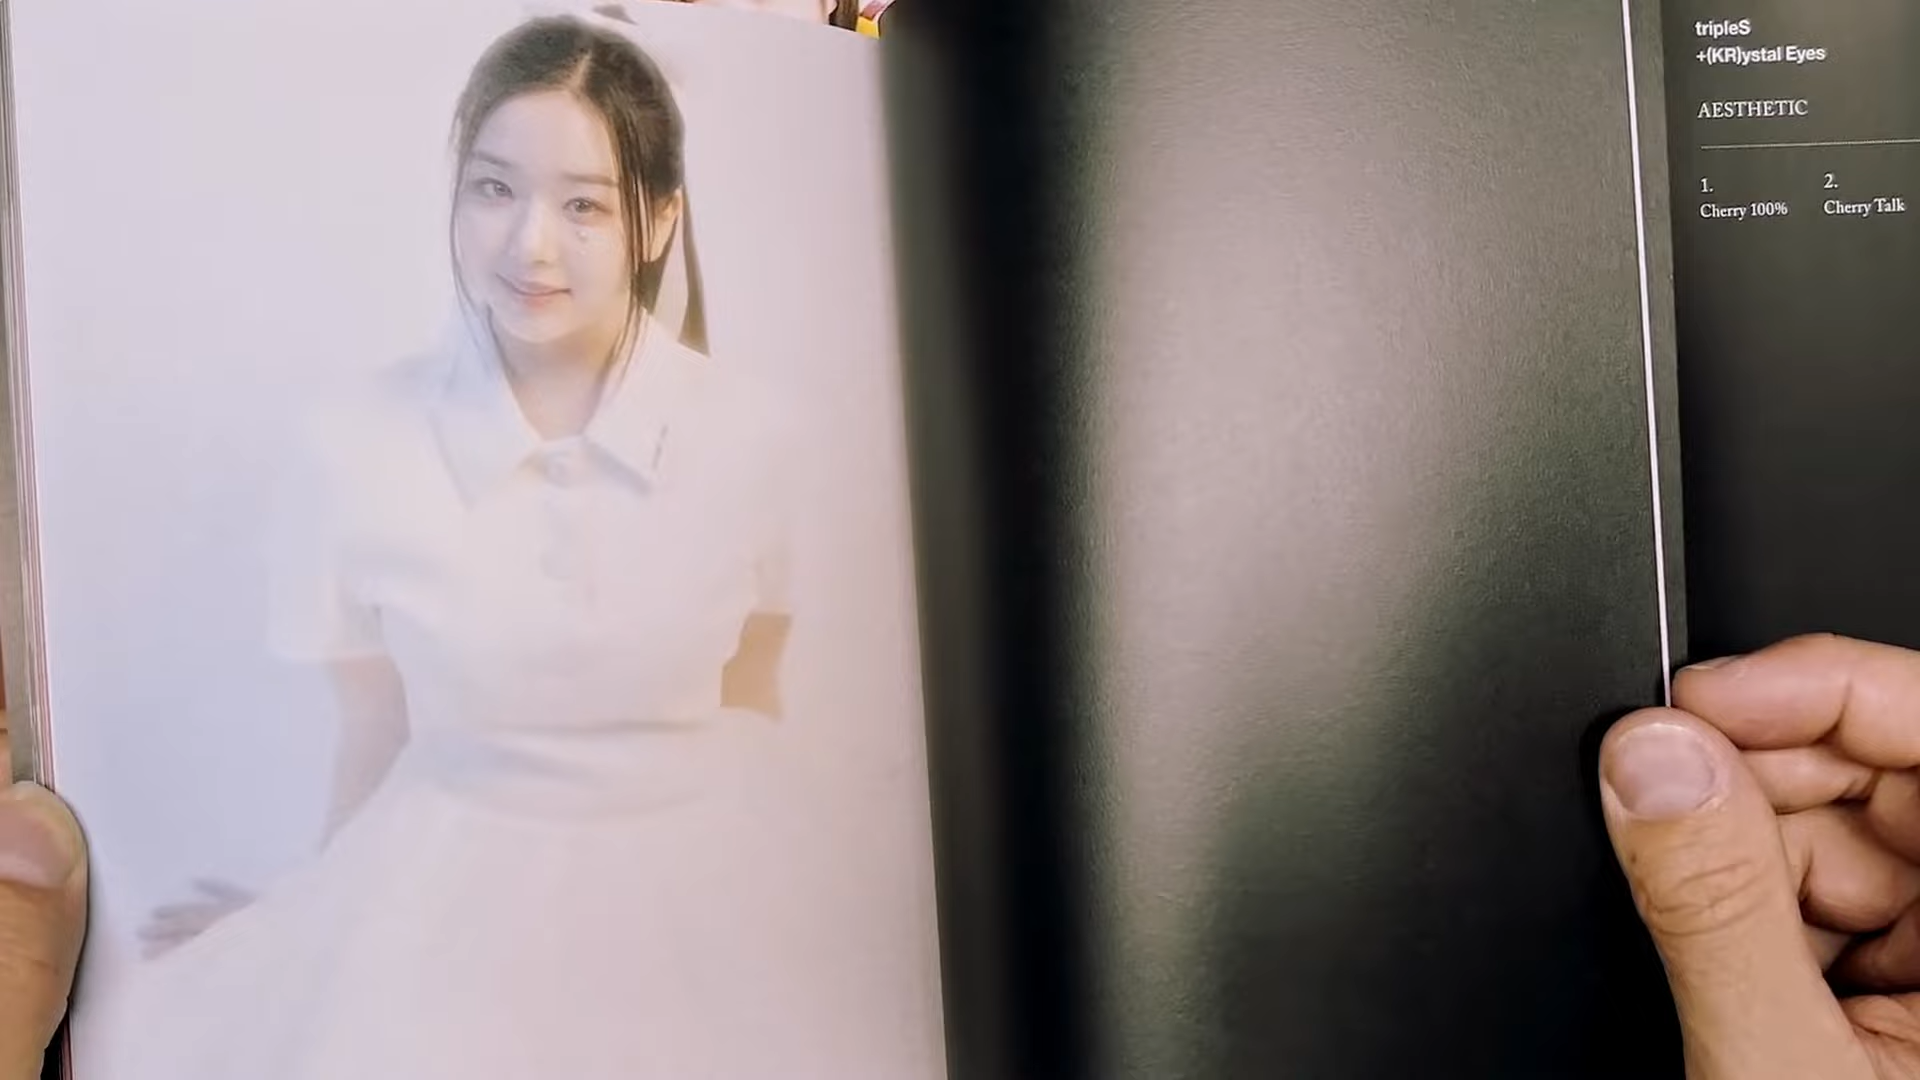 tripleS
+(KR)ystal Eyes
AESTHETIC
1.
Cherry 100%
2.
Cherry Talk